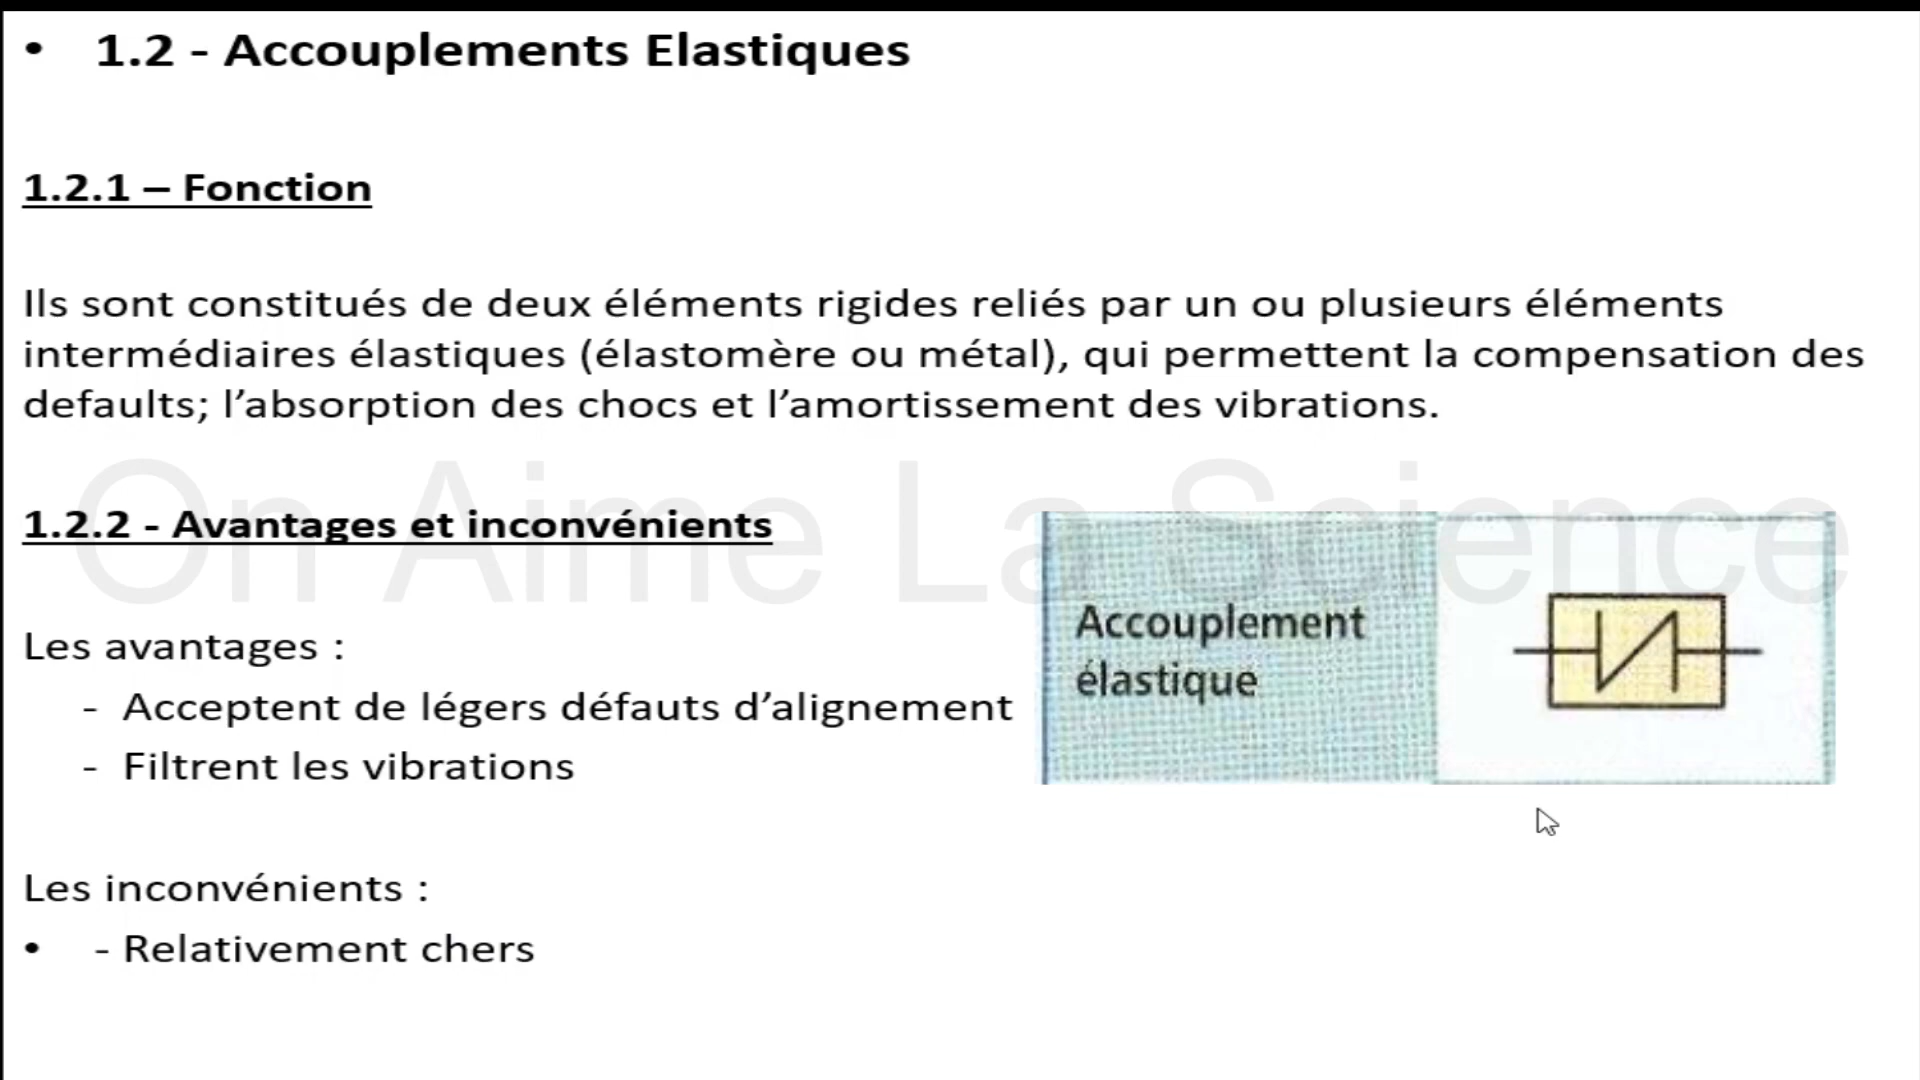 • 1.2 - Accouplements Elastiques
1.2.1 – Fonction
Ils sont constitués de deux éléments rigides reliés par un ou plusieurs éléments
intermédiaires élastiques (élastomère ou métal), qui permettent la compensation des
defaults; l’absorption des chocs et l’amortissement des vibrations.
On Aime La Science
1.2.2 - Avantages et inconvénients
Les avantages :
- Acceptent de légers défauts d’alignement
- Filtrent les vibrations
Accouplement
élastique
Les inconvénients :
• - Relativement chers